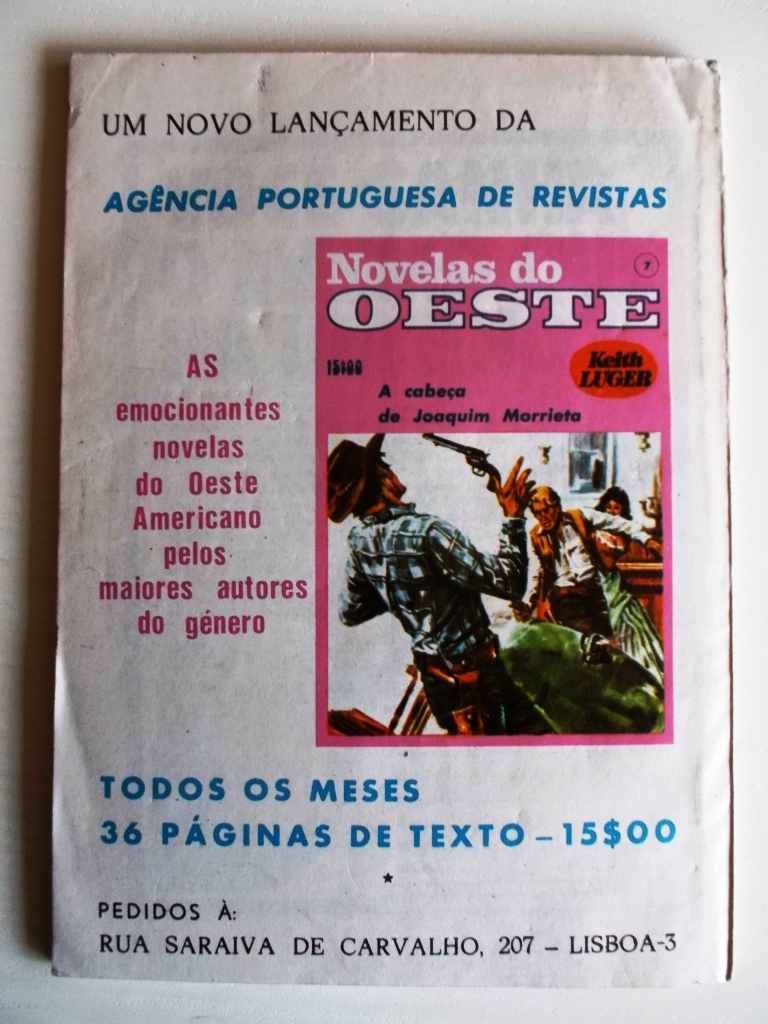 UM NOVO LANÇAMENTO DA
AGÊNCIA PORTUGUESA DE REVISTAS
Novelas do
7
OESTE
15$00
Keith
LUGER
A cabeça
de Joaquim Morrieta
AS
emocionantes
novelas
do Oeste
Americano
pelos
maiores autores
do género
TODOS OS MESES
36 PÁGINAS DE TEXTO – 15$00
PEDIDOS À:
RUA SARAIVA DE CARVALHO, 207 – LISBOA-3